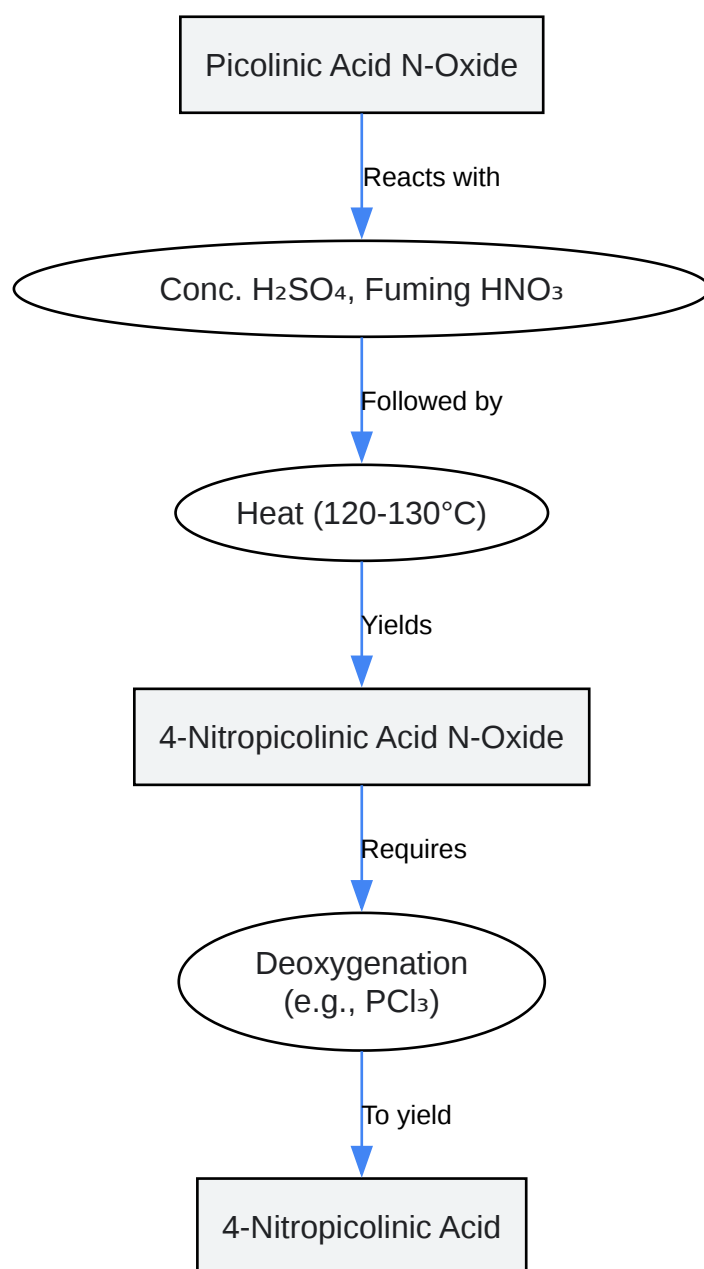 Picolinic Acid N-Oxide
Reacts with
Conc. H₂SO₄, Fuming HNO₃
Followed by
Heat (120-130°C)
Yields
4-Nitropicolinic Acid N-Oxide
Requires
Deoxygenation
(e.g., PCl₃)
To yield
4-Nitropicolinic Acid